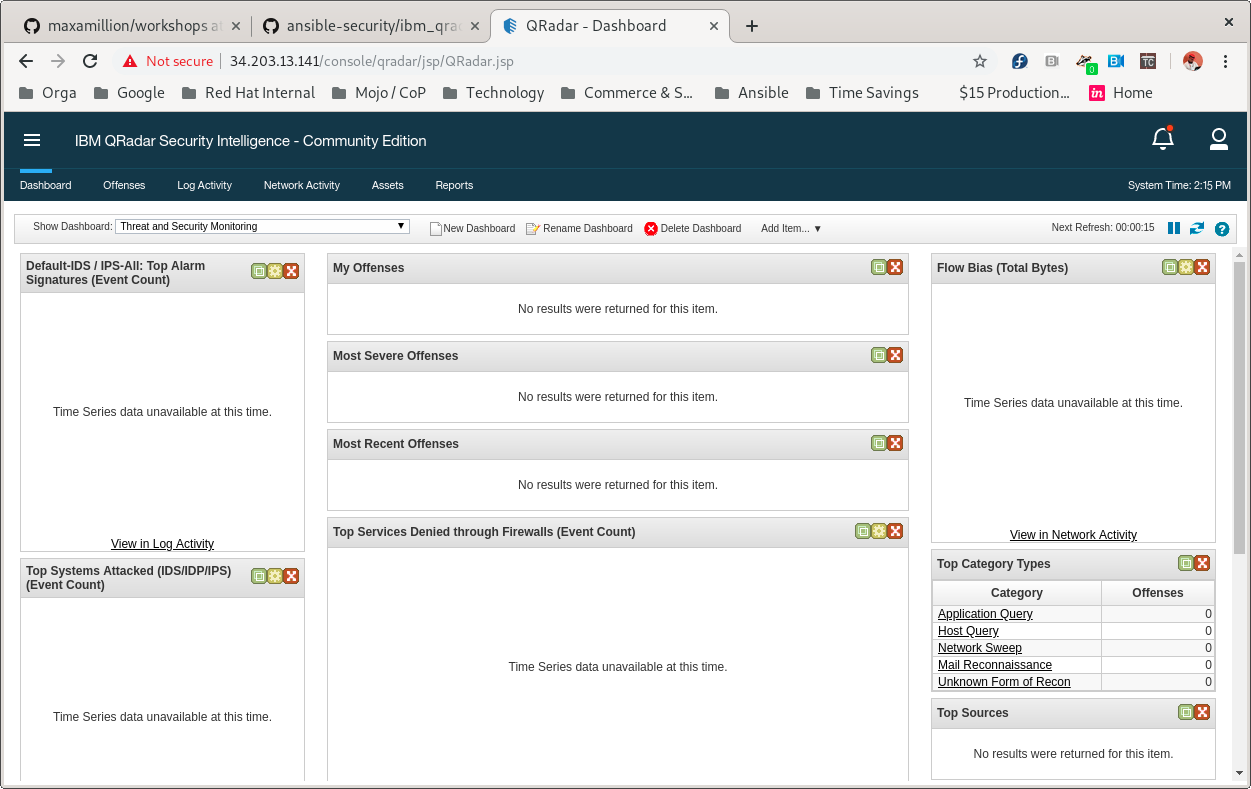 maxamillion/workshops at
ansible-security/ibm_qrad
QRadar - Dashboard
Not secure
34.203.13.141/console/qradar/jsp/QRadar.jsp
0
TC
Orga
Google
Red Hat Internal
Mojo / CoP
Technology
Commerce & S...
Ansible
Time Savings
$15 Production...
in
Home
IBM QRadar Security Intelligence - Community Edition
Dashboard
Offenses
Log Activity
Network Activity
Assets
Reports
System Time: 2:15 PM
Show Dashboard:
Threat and Security Monitoring
New Dashboard
Rename Dashboard
Delete Dashboard
Add Item...
Next Refresh: 00:00:15
Default-IDS / IPS-All: Top Alarm
Signatures (Event Count)
Time Series data unavailable at this time.
View in Log Activity
Top Systems Attacked (IDS/IDP/IPS)
(Event Count)
Time Series data unavailable at this time.
My Offenses
No results were returned for this item.
Most Severe Offenses
No results were returned for this item.
Most Recent Offenses
No results were returned for this item.
Top Services Denied through Firewalls (Event Count)
Time Series data unavailable at this time.
Flow Bias (Total Bytes)
Time Series data unavailable at this time.
View in Network Activity
Top Category Types
Category Offenses
Application Query 0
Host Query 0
Network Sweep 0
Mail Reconnaissance 0
Unknown Form of Recon 0
Top Sources
No results were returned for this item.